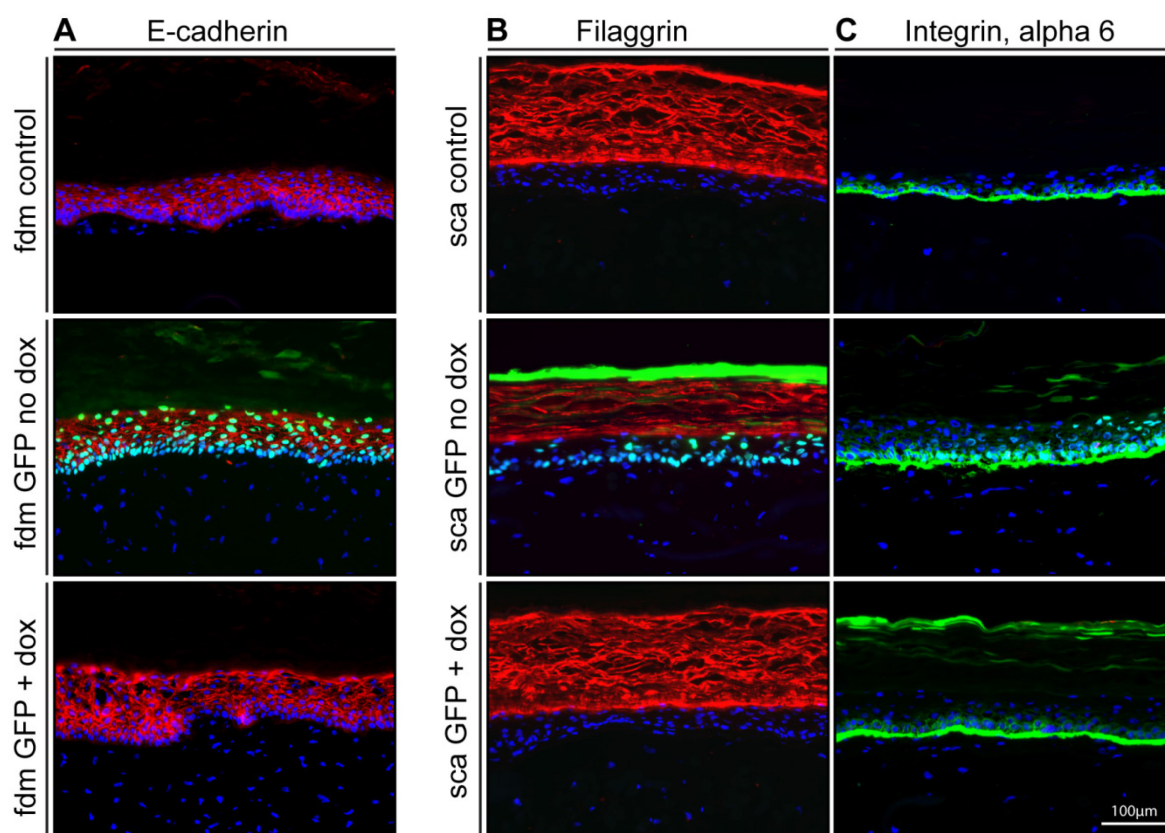 A E-cadherin
B Filaggrin
C Integrin, alpha 6
fdm control
sca control
fdm GFP no dox
sca GFP no dox
fdm GFP + dox
sca GFP + dox
100µm